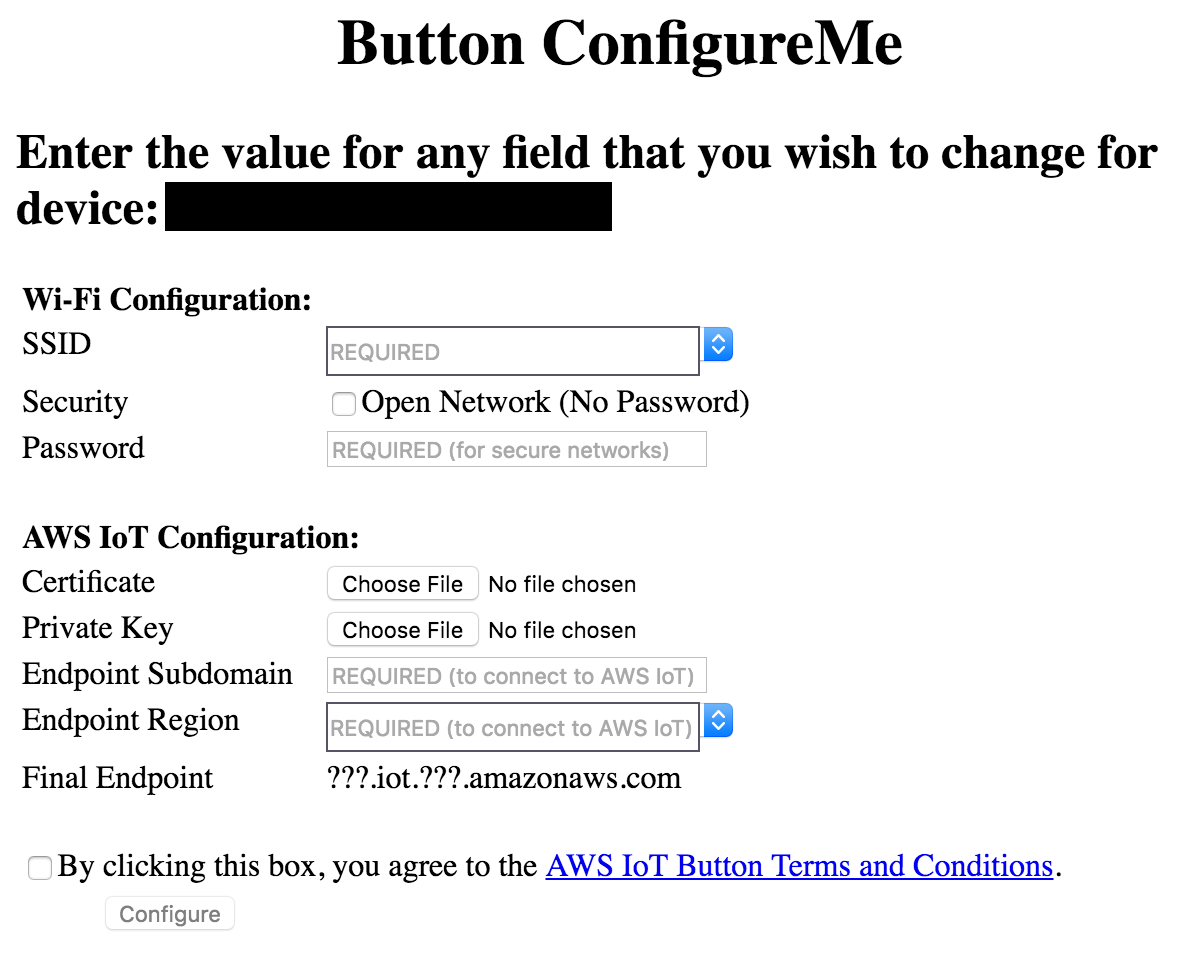 Button ConfigureMe
Enter the value for any field that you wish to change for
device:
Wi-Fi Configuration:
SSID REQUIRED
Security Open Network (No Password)
Password REQUIRED (for secure networks)
AWS IoT Configuration:
Certificate Choose File No file chosen
Private Key Choose File No file chosen
Endpoint Subdomain REQUIRED (to connect to AWS IoT)
Endpoint Region REQUIRED (to connect to AWS IoT)
Final Endpoint ???.iot.???.amazonaws.com
By clicking this box, you agree to the AWS IoT Button Terms and Conditions.
Configure